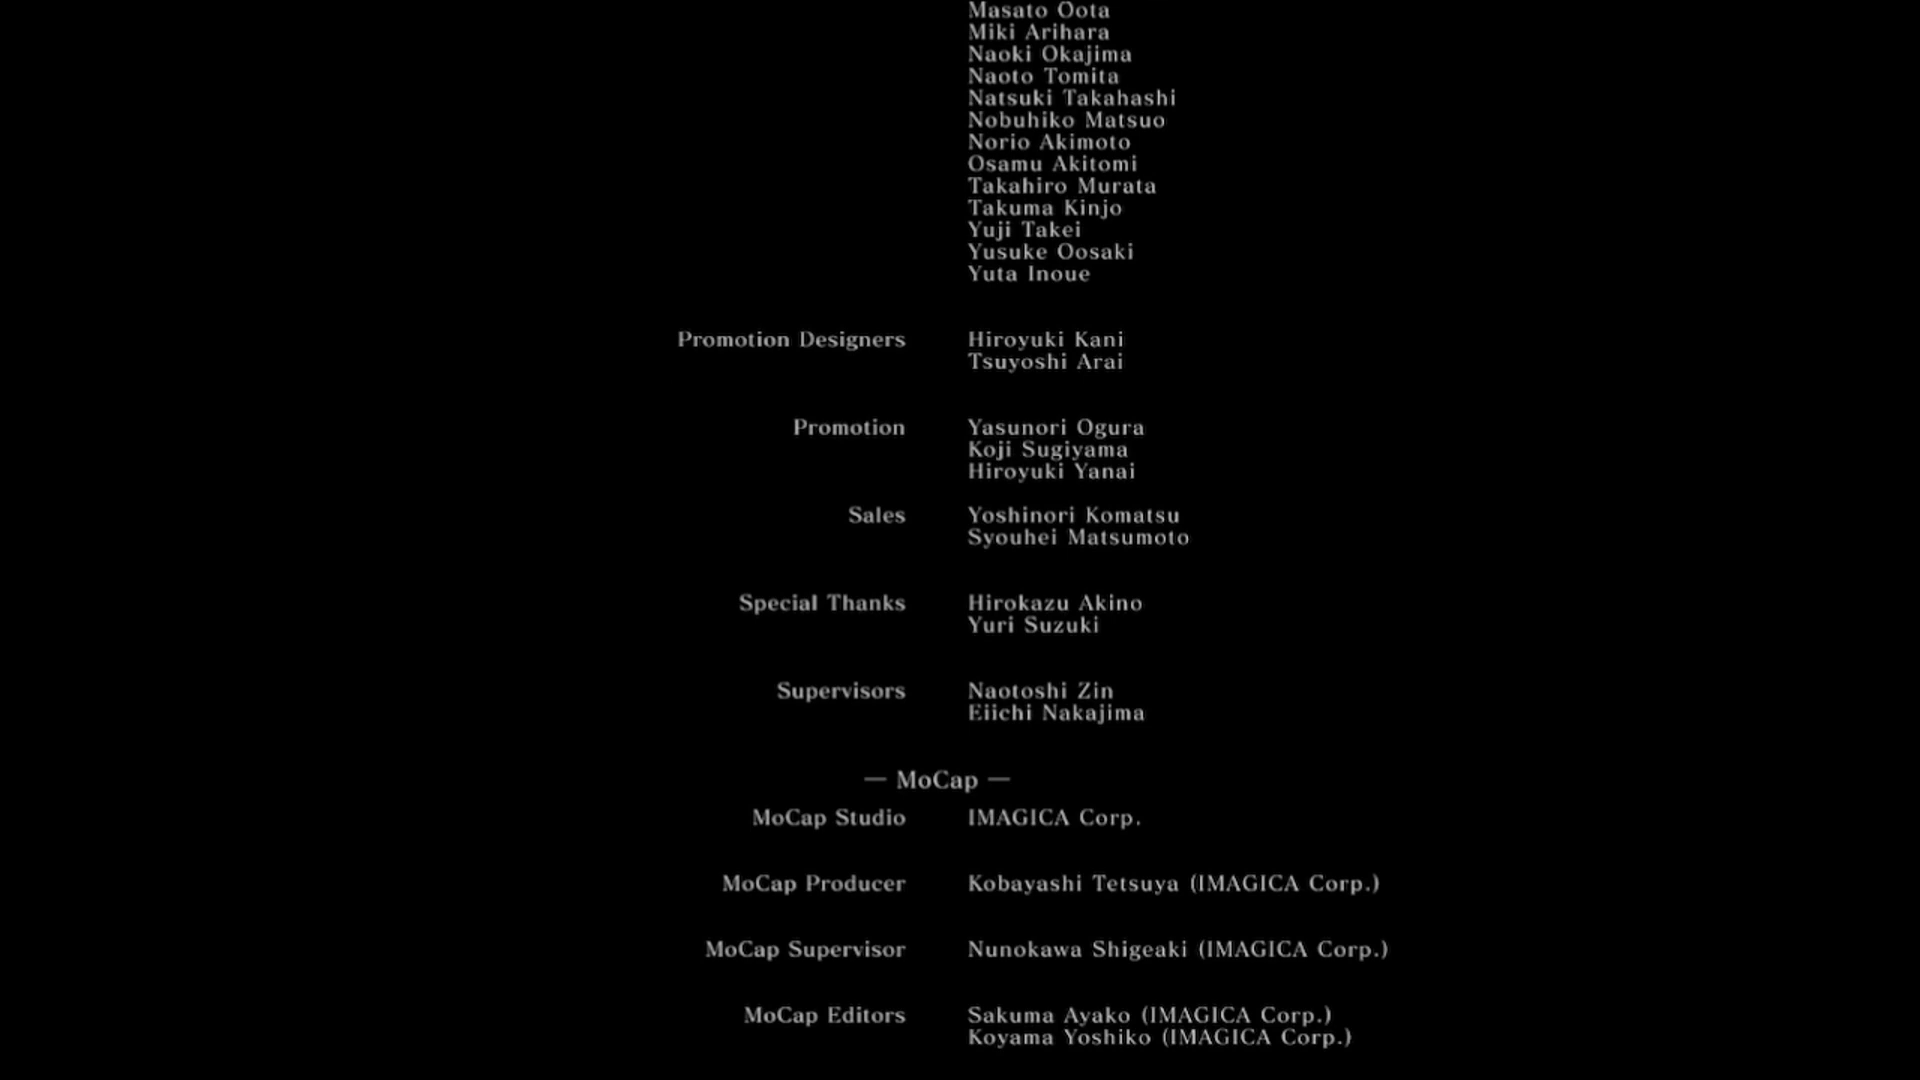 Masato Oota
Miki Arihara
Naoki Okajima
Naoto Tomita
Natsuki Takahashi
Nobuhiko Matsuo
Norio Akimoto
Osamu Akitomi
Takahiro Murata
Takuma Kinjo
Yuji Takei
Yusuke Oosaki
Yuta Inoue
Promotion Designers Hiroyuki Kani
Tsuyoshi Arai
Promotion Yasunori Ogura
Koji Sugiyama
Hiroyuki Yanai
Sales Yoshinori Komatsu
Syouhei Matsumoto
Special Thanks Hirokazu Akino
Yuri Suzuki
Supervisors Naotoshi Zin
Eiichi Nakajima
— MoCap —
MoCap Studio IMAGICA Corp.
MoCap Producer Kobayashi Tetsuya (IMAGICA Corp.)
MoCap Supervisor Nunokawa Shigeaki (IMAGICA Corp.)
MoCap Editors Sakuma Ayako (IMAGICA Corp.)
Koyama Yoshiko (IMAGICA Corp.)